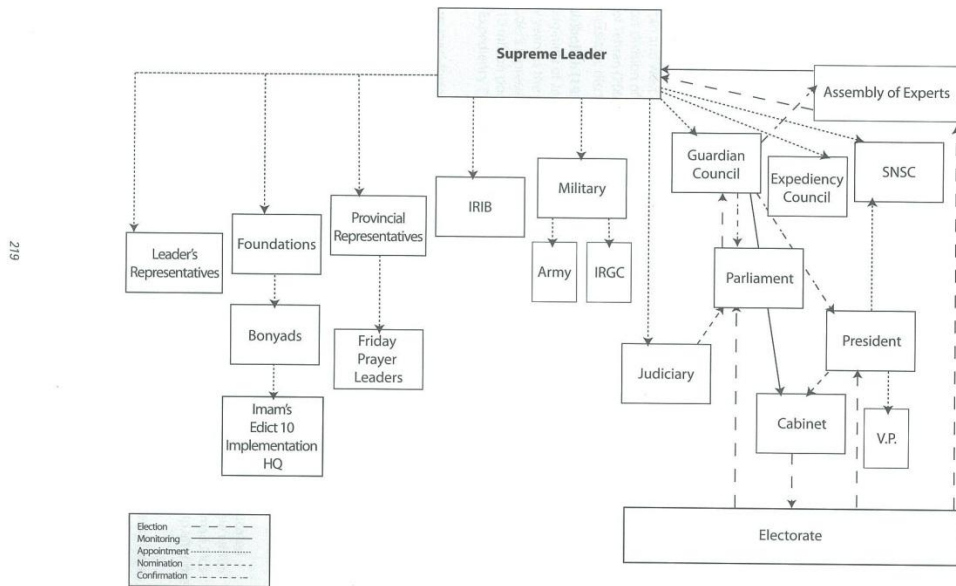 Supreme Leader
Assembly of Experts
Guardian
Council
Expediency
Council
SNSC
IRIB
Military
Provincial
Representatives
Foundations
Leader's
Representatives
219
Army
IRGC
Parliament
Bonyads
Friday
Prayer
Leaders
Judiciary
President
Imam's
Edict 10
Implementation
HQ
Cabinet
V.P.
Electorate
Election
Monitoring
Appointment
Nomination
Confirmation